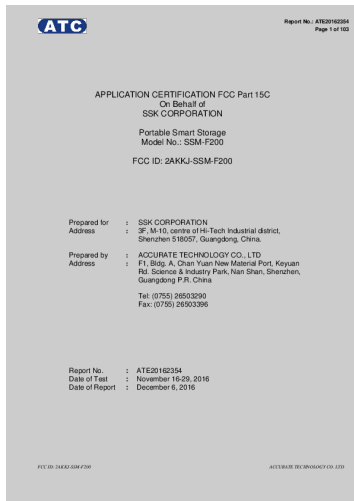 ATC
Report No.: ATE20162354
Page 1 of 103
APPLICATION CERTIFICATION FCC Part 15C
On Behalf of
SSK CORPORATION
Portable Smart Storage
Model No.: SSM-F200
FCC ID: 2AKKJ-SSM-F200
Prepared for : SSK CORPORATION
Address : 3F, M-10, centre of Hi-Tech Industrial district,
Shenzhen 518057, Guangdong, China.
Prepared by : ACCURATE TECHNOLOGY CO., LTD
Address : F1, Bldg. A, Chan Yuan New Material Port, Keyuan
Rd. Science & Industry Park, Nan Shan, Shenzhen,
Guangdong P.R. China
Tel: (0755) 26503290
Fax: (0755) 26503396
Report No. : ATE20162354
Date of Test : November 16-29, 2016
Date of Report : December 6, 2016
FCC ID: 2AKKJ-SSM-F200 ACCURATE TECHNOLOGY CO. LTD